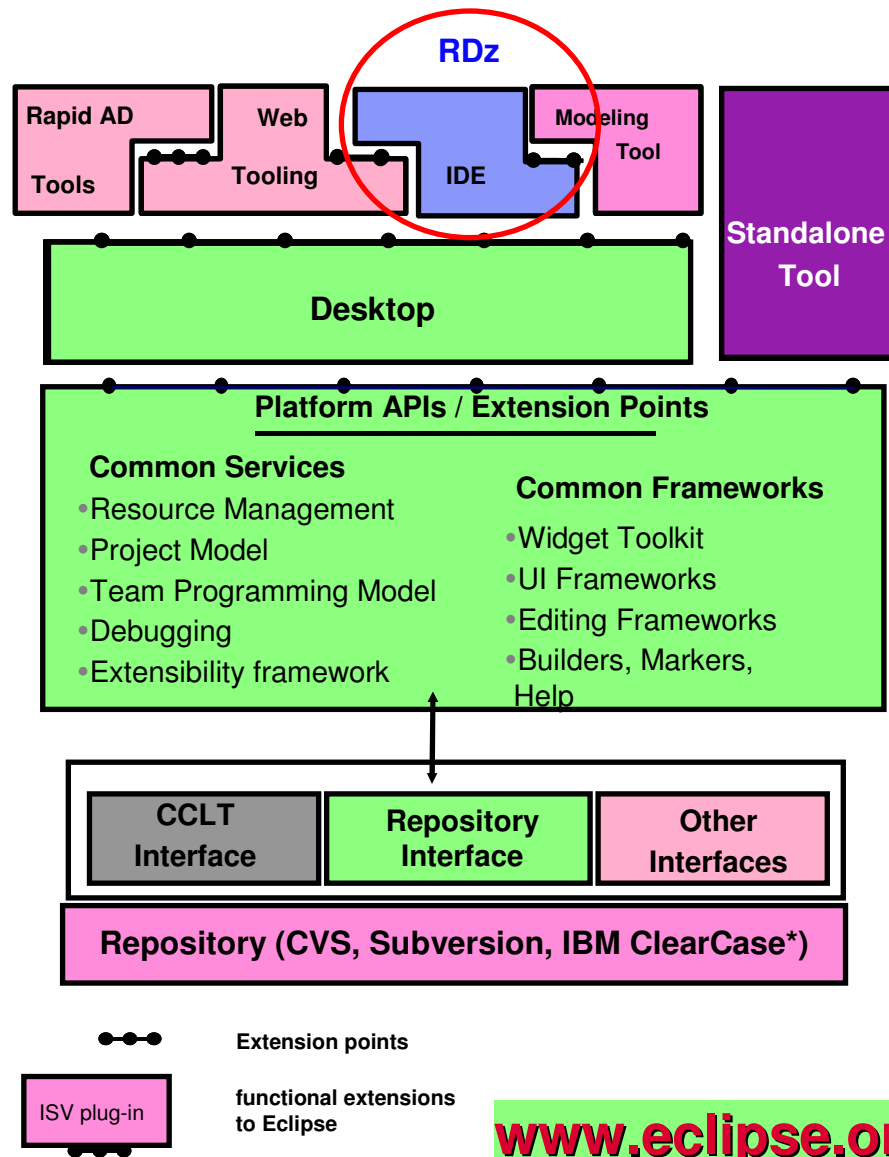 RDz
Rapid AD
Tools
Web
Tooling
IDE
Modeling
Tool
Standalone
Tool
Desktop
Platform APIs / Extension Points
Common Services
•Resource Management
•Project Model
•Team Programming Model
•Debugging
•Extensibility framework
Common Frameworks
•Widget Toolkit
•UI Frameworks
•Editing Frameworks
•Builders, Markers,
Help
CCLT
Interface
Repository
Interface
Other
Interfaces
Repository (CVS, Subversion, IBM ClearCase*)
Extension points
ISV plug-in
functional extensions
to Eclipse
www.eclipse.or